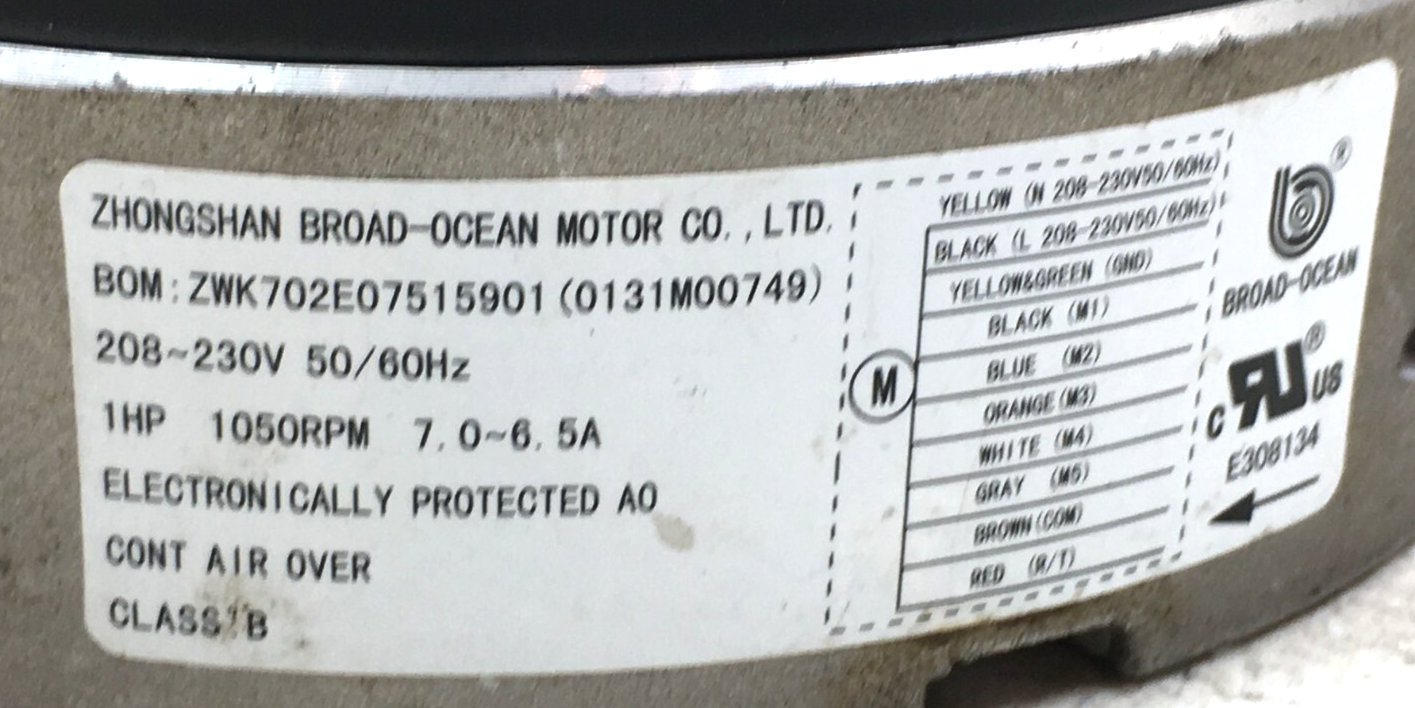 ZHONGSHAN BROAD-OCEAN MOTOR CO., LTD.
BOM: ZWK702E07515901 (0131M00749)
208~230V 50/60Hz
1HP 1050RPM 7.0~6.5A
ELECTRONICALLY PROTECTED AO
CONT AIR OVER
CLASS B
M
YELLOW (N 208-230V50/60Hz)
BLACK (L 208-230V50/60Hz)
YELLOW&GREEN (GND)
BLACK (M1)
BLUE (M2)
ORANGE (M3)
WHITE (M4)
GRAY (M5)
BROWN (COM)
RED (R/T)
b®
BROAD-OCEAN
c RU® US
E308134